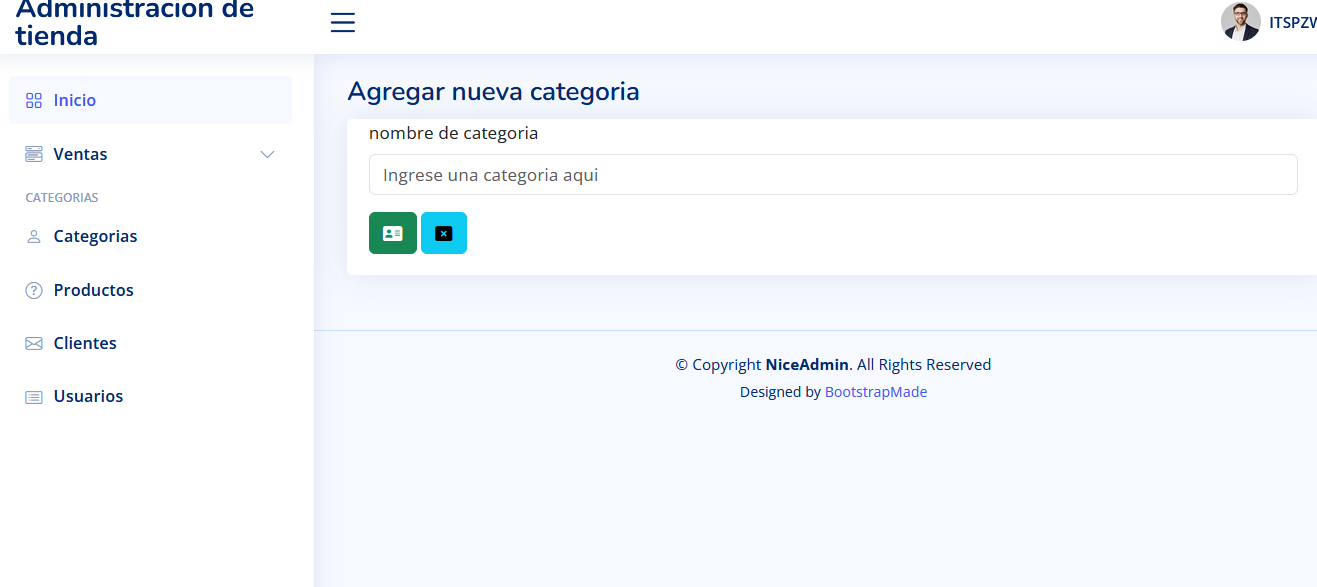 Administracion de
tienda
Inicio
Ventas
CATEGORIAS
Categorias
Productos
Clientes
Usuarios
Agregar nueva categoria
nombre de categoria
Ingrese una categoria aqui
© Copyright NiceAdmin. All Rights Reserved
Designed by BootstrapMade